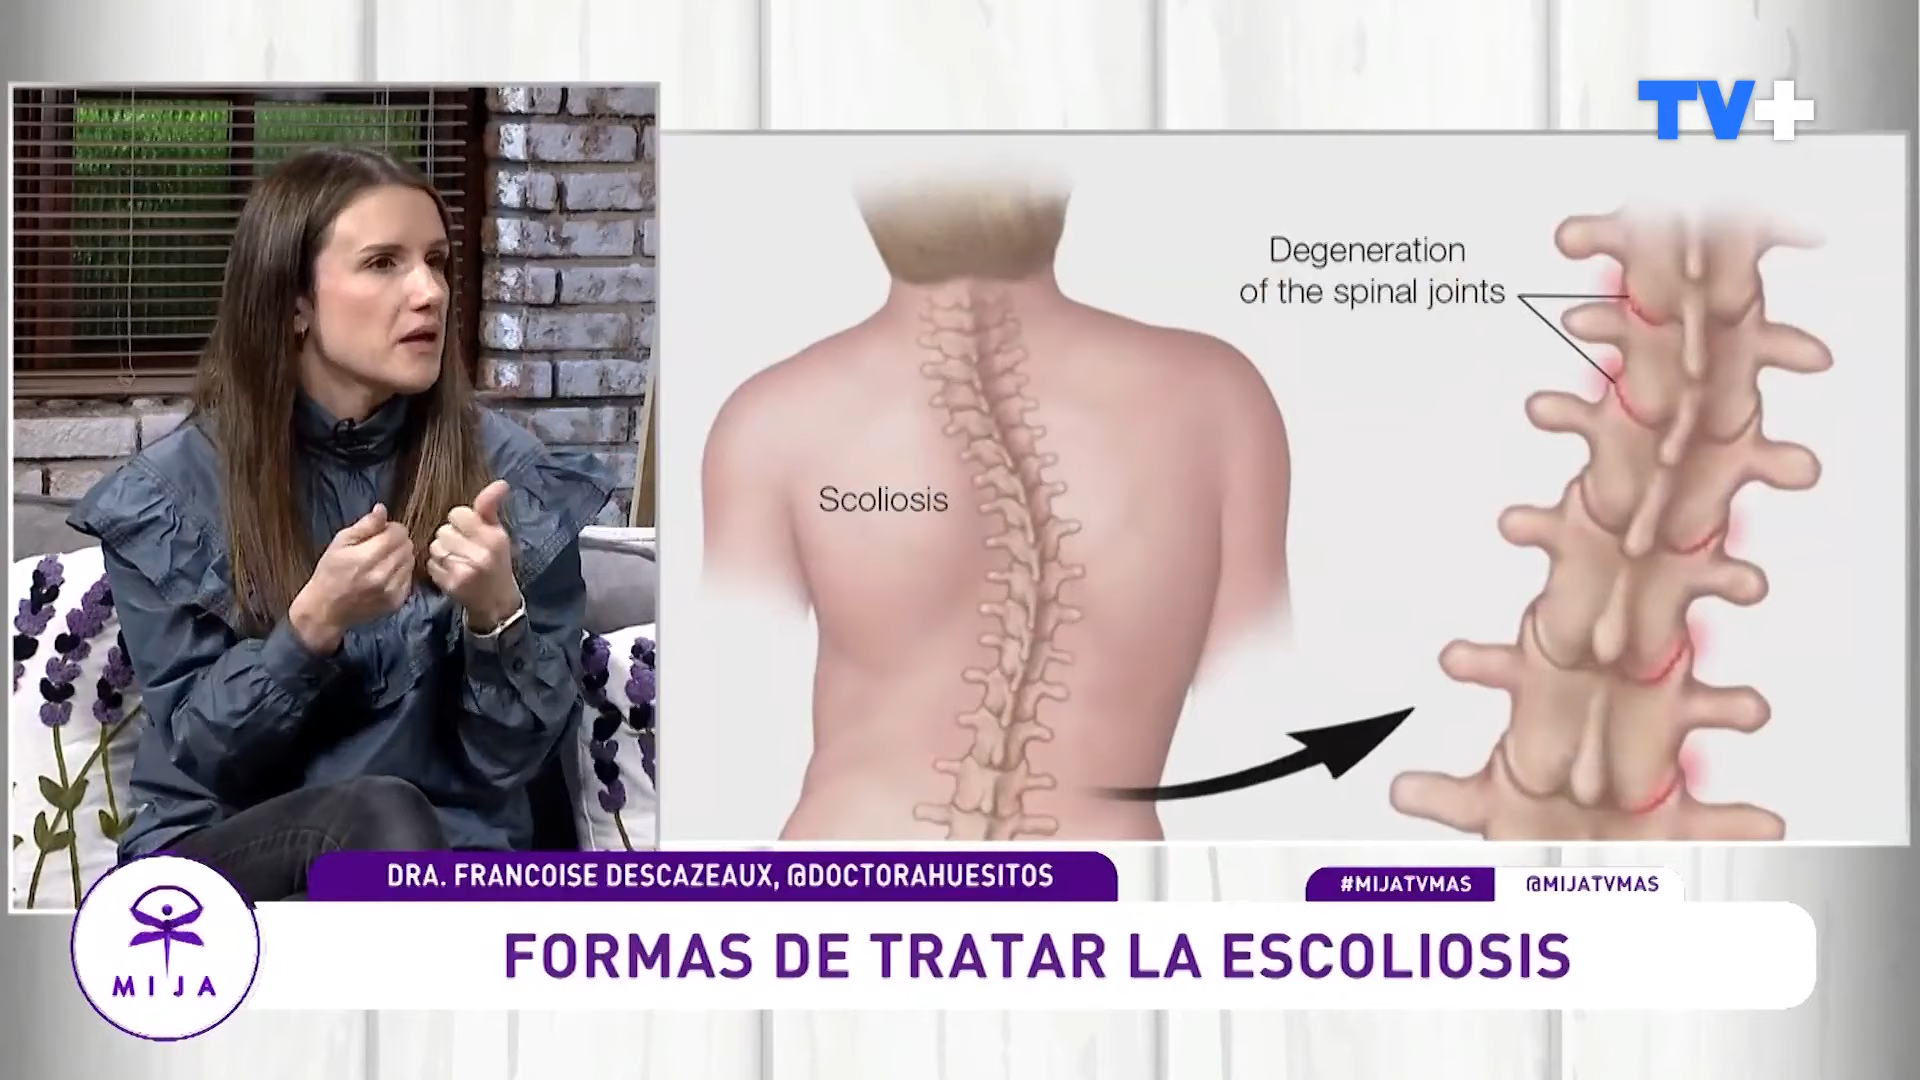 TV+
Degeneration
of the spinal joints
Scoliosis
DRA. FRANCOISE DESCAZEAUX, @DOCTORAHUESITOS
#MIJATVMAS
@MIJATVMAS
FORMAS DE TRATAR LA ESCOLIOSIS
MIJA